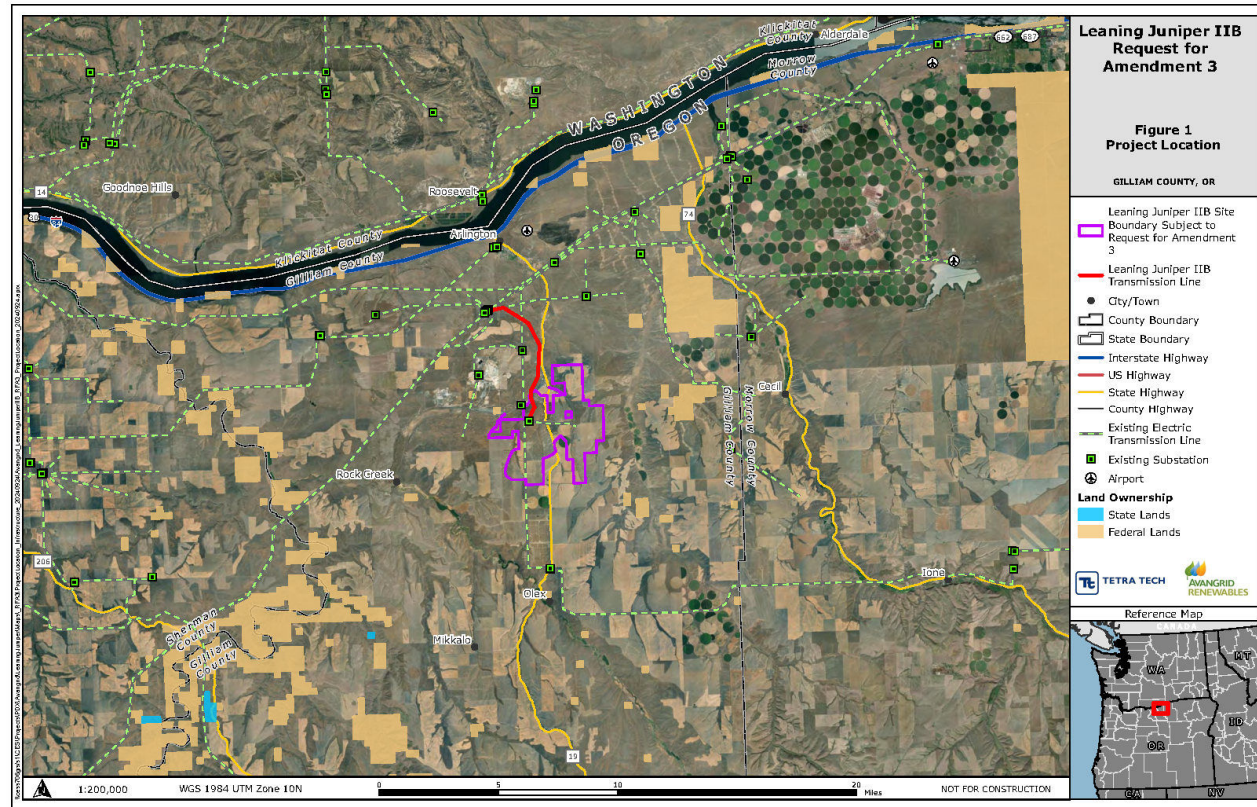 Leaning Juniper IIB
Request for
Amendment 3
Figure 1
Project Location
GILLIAM COUNTY, OR
Leaning Juniper IIB Site
Boundary Subject to
Request for Amendment
3
Leaning Juniper IIB
Transmission Line
City/Town
County Boundary
State Boundary
Interstate Highway
US Highway
State Highway
County Highway
Existing Electric
Transmission Line
Existing Substation
Airport
Land Ownership
State Lands
Federal Lands
TETRA TECH
AVANGRID
RENEWABLES
Reference Map
CANADA
WA
MT
OR
ID
CA
NV
Klickitat
County
Alderdale
Morrow
County
WASHINGTON
OREGON
14
Goodnoe Hills
Roosevelt
74
Arlington
Klickitat County
Gilliam County
Cecil
Morrow County
Gilliam County
Rock Creek
206
Ione
Olex
Sherman
County
Gilliam
County
Mikkalo
19
1:200,000
WGS 1984 UTM Zone 10N
0
5
10
20
Miles
NOT FOR CONSTRUCTION